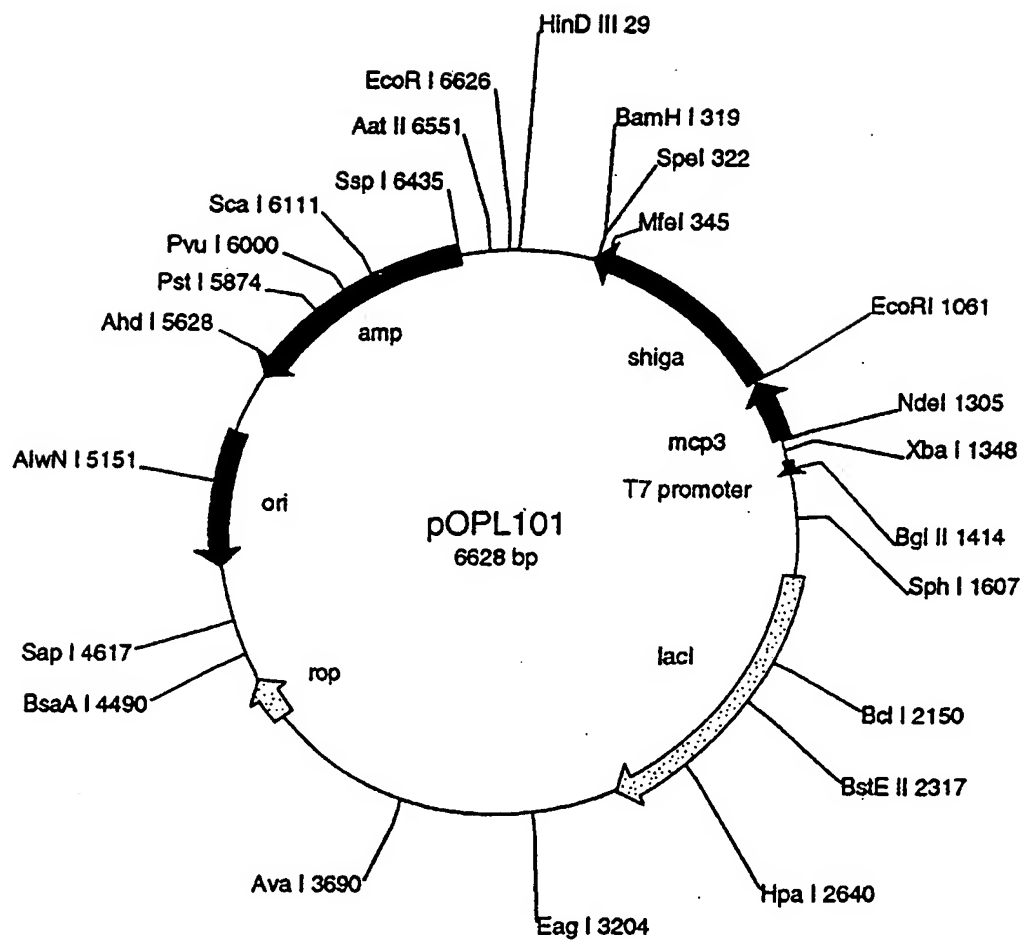 HinD III 29
EcoR I 6626
Aat II 6551
BamH I 319
SpeI 322
Ssp I 6435
Sca I 6111
MfeI 345
Pvu I 6000
Pst I 5874
Ahd I 5628
amp
EcoRI 1061
shiga
NdeI 1305
mcp3
Xba I 1348
AlwN I 5151
T7 promoter
ori
pOPL101
6628 bp
Bgl II 1414
Sph I 1607
Sap I 4617
rop
lacI
BsaA I 4490
Bcl I 2150
BstE II 2317
Ava I 3690
Hpa I 2640
Eag I 3204